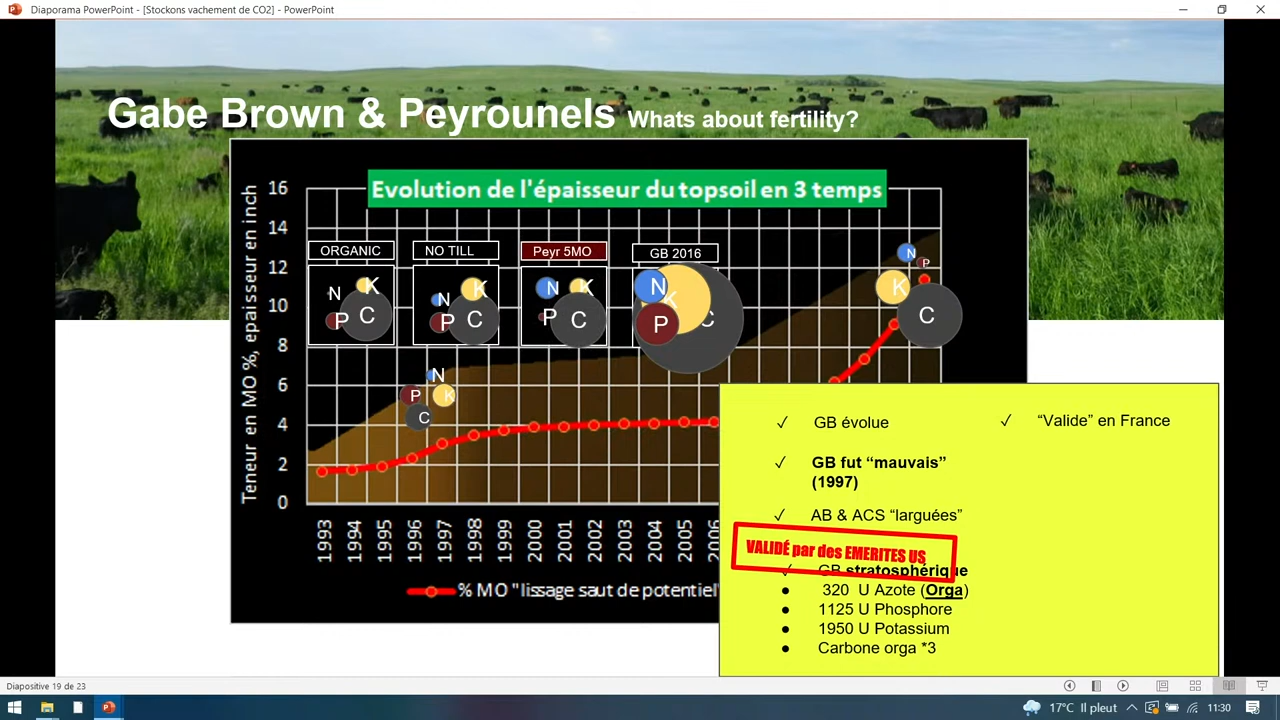 Diaporama PowerPoint - [Stockons vachement de CO2] - PowerPoint
Gabe Brown & Peyrounels Whats about fertility?
Evolution de l'épaisseur du topsoil en 3 temps
Teneur en MO %, epaisseur en inch
16
14
12
10
8
6
4
2
0
ORGANIC
NO TILL
Peyr 5MO
GB 2016
N
P
K
C
N
P
K
C
N
P
K
C
N
P
K
C
N
P
K
C
N
P
K
C
1993
1994
1995
1996
1997
1998
1999
2000
2001
2002
2003
2004
2005
2006
% MO "lissage saut de potentiel"
✓ GB évolue
✓ “Valide” en France
✓ GB fut “mauvais”
(1997)
✓ AB & ACS “larguées”
VALIDÉ par des EMERITES US
✓ GB stratosphérique
● 320 U Azote (Orga)
● 1125 U Phosphore
● 1950 U Potassium
● Carbone orga *3
Diapositive 19 de 23
17°C Il pleut
11:30